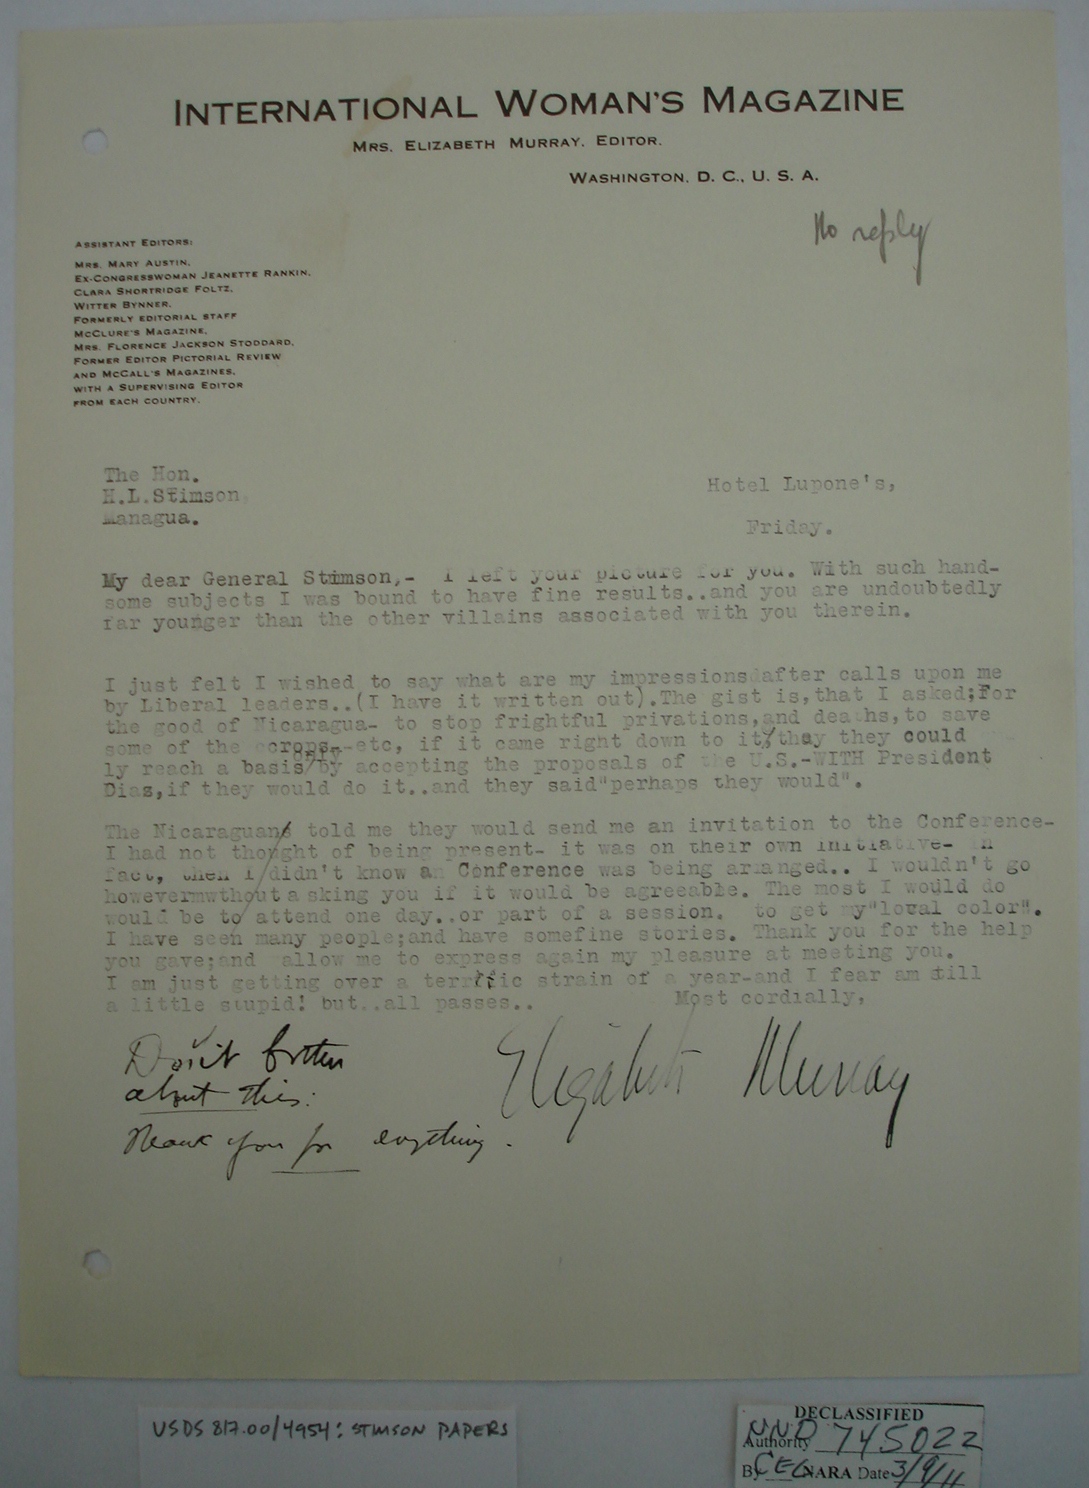 INTERNATIONAL WOMAN'S MAGAZINE
MRS. ELIZABETH MURRAY, EDITOR.
WASHINGTON, D. C., U. S. A.
No reply
ASSISTANT EDITORS:
MRS. MARY AUSTIN,
EX-CONGRESSWOMAN JEANETTE RANKIN,
CLARA SHORTRIDGE FOLTZ,
WITTER BYNNER,
FORMERLY EDITORIAL STAFF
MCCLURE'S MAGAZINE,
MRS. FLORENCE JACKSON STODDARD,
FORMER EDITOR PICTORIAL REVIEW
AND MCCALL'S MAGAZINES,
WITH A SUPERVISING EDITOR
FROM EACH COUNTRY.
The Hon.
H.L.Stimson,
Managua.
Hotel Lupone's,
Friday.
My dear General Stimson,- I left your picture for you. With such hand-
some subjects I was bound to have fine results..and you are undoubtedly
far younger than the other villains associated with you therein.
I just felt I wished to say what are my impressions after calls upon me
by Liberal leaders..(I have it written out).The gist is,that I asked;For
the good of Nicaragua- to stop frightful privations,and deaths,to save
some of the crops--etc, if it came right down to it, they could
only
ly reach a basis/by accepting the proposals of the U.S.-WITH President
Diaz,if they would do it..and they said"perhaps they would".
The Nicaraguans told me they would send me an invitation to the Conference-
I had not thought of being present- it was on their own initiative- in
fact, then I didn't know a Conference was being arranged.. I wouldn't go
howevermwthout asking you if it would be agreeable. The most I would do
would be to attend one day..or part of a session. to get my"loval color".
I have seen many people;and have somefine stories. Thank you for the help
you gave;and allow me to express again my pleasure at meeting you.
I am just getting over a terrific strain of a year-and I fear am still
a little stupid! but..all passes.. Most cordially,
Elizabeth Murray
Don't bother
about this:
Thank you for evything.
USDS 817.00/4954: STIMSON PAPERS
DECLASSIFIED
Authority NND 745022
By CEG NARA Date 3/9/11